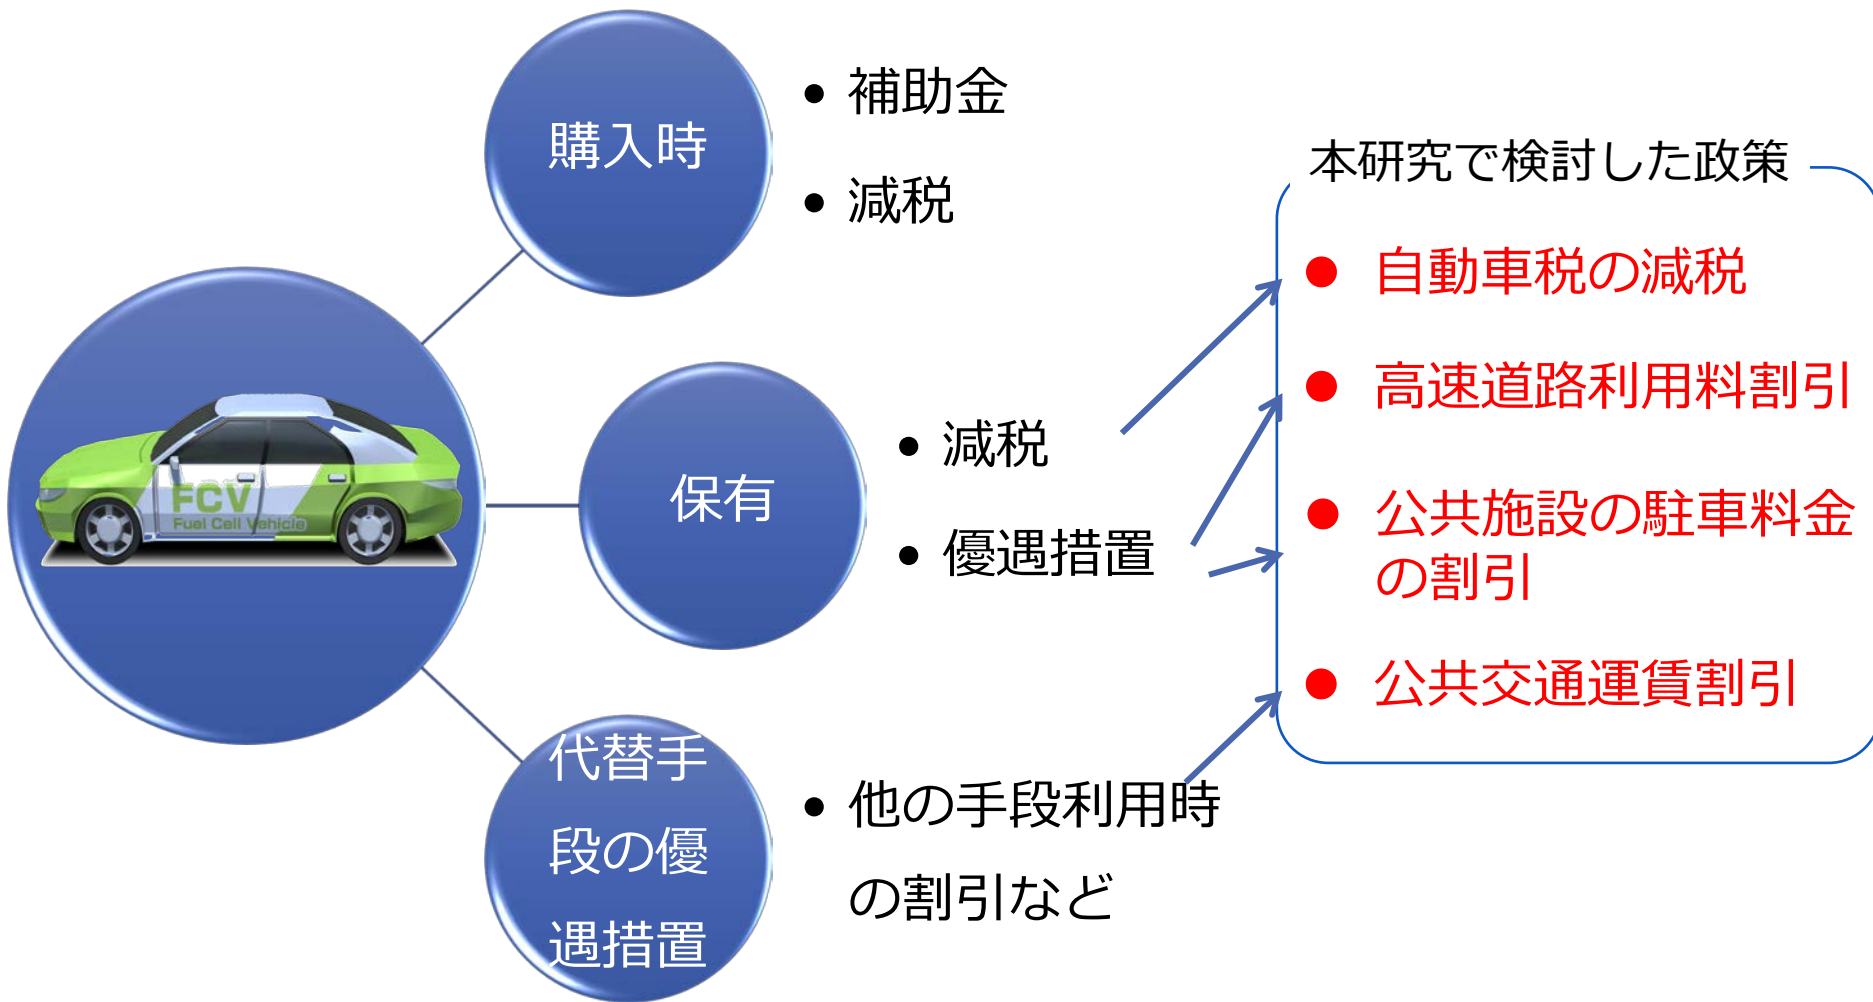 購入時
• 補助金
• 減税
FCV
Fuel Cell Vehicle
保有
• 減税
• 優遇措置
代替手
段の優
遇措置
• 他の手段利用時
の割引など
本研究で検討した政策
● 自動車税の減税
● 高速道路利用料割引
● 公共施設の駐車料金
の割引
● 公共交通運賃割引